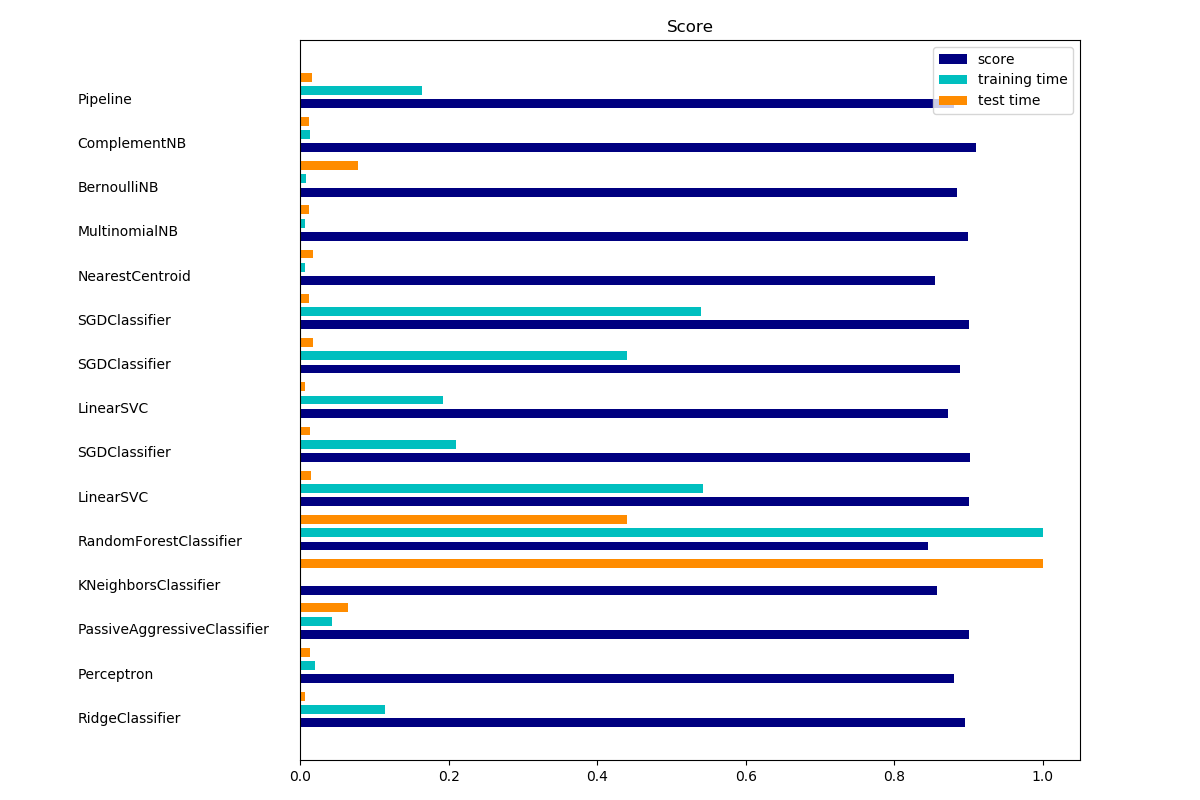 Score
score
training time
test time
Pipeline
ComplementNB
BernoulliNB
MultinomialNB
NearestCentroid
SGDClassifier
SGDClassifier
LinearSVC
SGDClassifier
LinearSVC
RandomForestClassifier
KNeighborsClassifier
PassiveAggressiveClassifier
Perceptron
RidgeClassifier
0.0 0.2 0.4 0.6 0.8 1.0